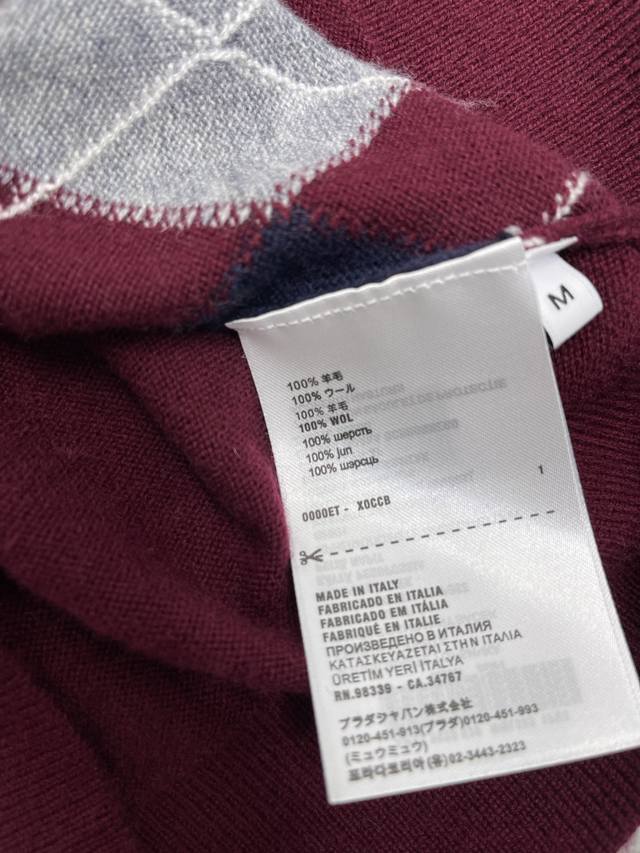 M
100% 羊毛
100% ウール
100% 羊毛
100% WOL
100% шерсть
100% Jun
100% шэрсць
1
0000ET - X0CCB
MADE IN ITALY
FABRICADO EN ITALIA
FABRICADO EM ITÁLIA
FABRIQUÉ EN ITALIE
ПРОИЗВЕДЕНО В ИТАЛИЯ
ΚΑΤΑΣΚΕΥΑΖΕΤΑΙ ΣΤΗΝ ΙΤΑΛΙΑ
ÜRETİM YERİ İTALYA
RN.98339 - CA.34767
プラダジャパン株式会社
0120-451-913(プラダ)0120-451-993
(ミュウミュウ)
프라다코리아(유)02-3443-2323